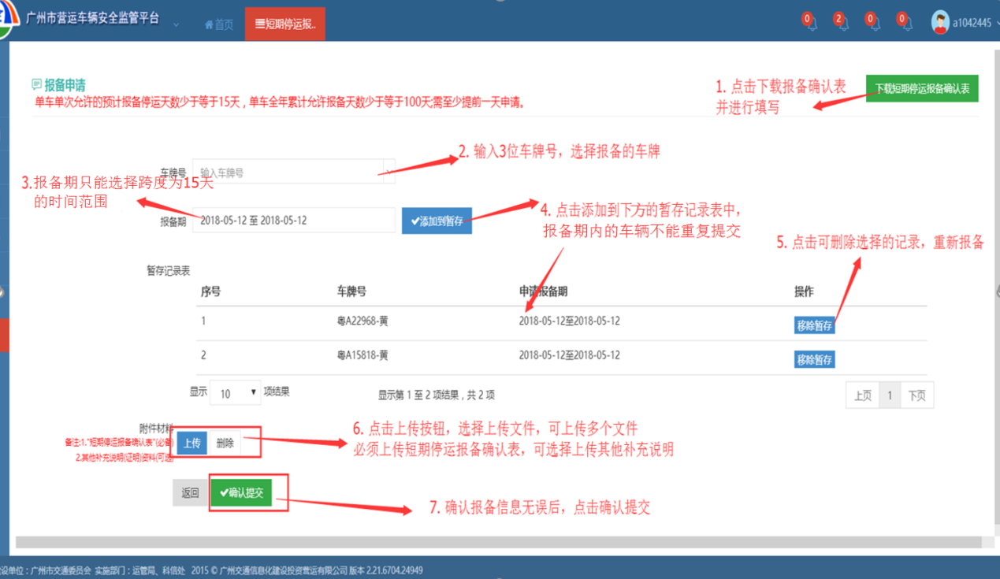 广州市营运车辆安全监管平台
首页
短期停运报..
0
2
0
0
a1042445
报备申请
单车单次允许的预计报备停运天数少于等于15天，单车全年累计允许报备天数少于等于100天;需至少提前一天申请。
1. 点击下载报备确认表
并进行填写
下载短期停运报备确认表
2. 输入3位车牌号，选择报备的车牌
车牌号
输入车牌号
3.报备期只能选择跨度为15天
的时间范围
报备期
2018-05-12 至 2018-05-12
添加到暂存
4. 点击添加到下方的暂存记录表中，
报备期内的车辆不能重复提交
5. 点击可删除选择的记录，重新报备
暂存记录表
序号 车牌号 申请报备期 操作
1 粤A22968-黄 2018-05-12至2018-05-12 移除暂存
2 粤A15818-黄 2018-05-12至2018-05-12 移除暂存
显示 10 项结果 显示第 1 至 2 项结果，共 2 项 上页 1 下页
附件材料
备注:1."短期停运报备确认表"(必备)
2.其他补充说明(证明)资料(可选)
上传 删除
6. 点击上传按钮，选择上传文件，可上传多个文件
必须上传短期停运报备确认表，可选择上传其他补充说明
返回 确认提交
7. 确认报备信息无误后，点击确认提交
设单位：广州市交通委员会 实施部门：运管局、科信处 2015 © 广州交通信息化建设投资营运有限公司 版本 2.21.6704.24949